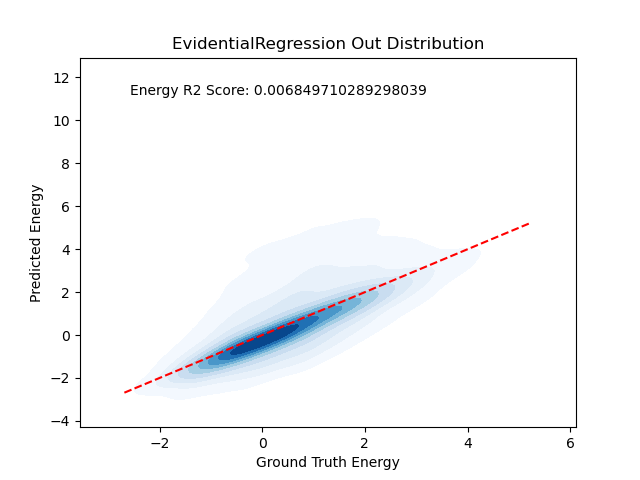 EvidentialRegression Out Distribution
Energy R2 Score: 0.006849710289298039
12
10
8
6
4
2
0
−2
−4
Predicted Energy
−2 0 2 4 6
Ground Truth Energy